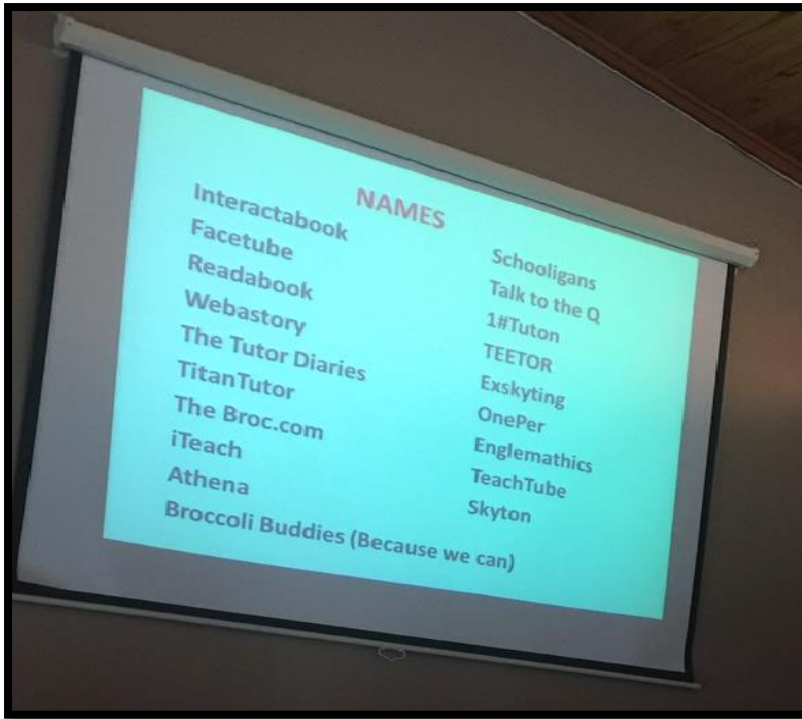 NAMES
Interactabook
Facetube
Readabook
Webastory
The Tutor Diaries
TitanTutor
The Broc.com
iTeach
Athena
Broccoli Buddies (Because we can)
Schooligans
Talk to the Q
1#Tuton
TEETOR
Exskyting
OnePer
Englemathics
TeachTube
Skyton